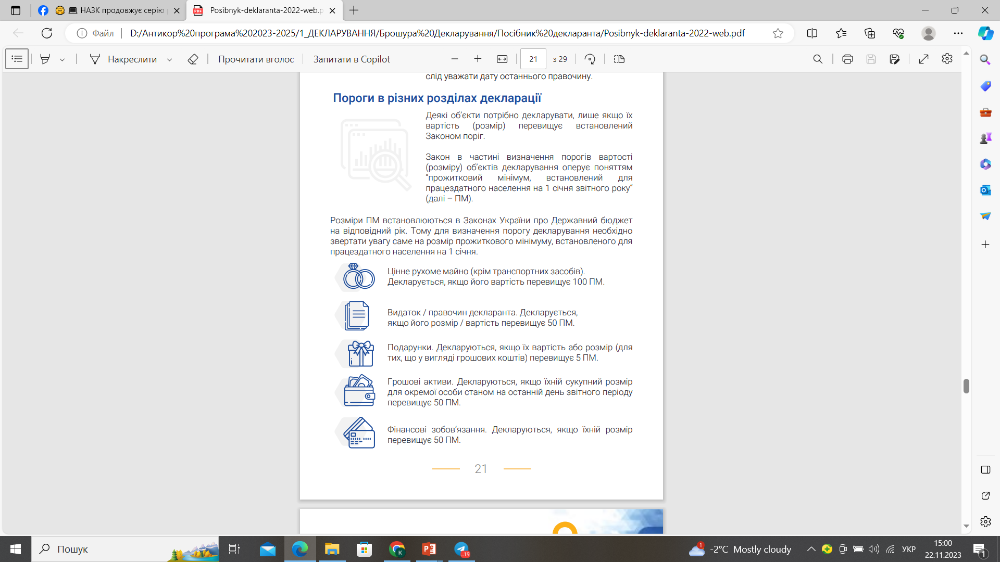 НАЗК продовжує серію
Posibnyk-deklaranta-2022-web.p
Файл
D:/Антикор%20програма%202023-2025/1_ДЕКЛАРУВАННЯ/Брошура%20Декларування/Посібник%20декларанта/Posibnyk-deklaranta-2022-web.pdf
Накреслити
Прочитати вголос
Запитати в Copilot
21
з 29
слід уважати дату останнього правочину.
Пороги в різних розділах декларації
Деякі об’єкти потрібно декларувати, лише якщо їх
вартість (розмір) перевищує встановлений
Законом поріг.
Закон в частині визначення порогів вартості
(розміру) об’єктів декларування оперує поняттям
“прожитковий мінімум, встановлений для
працездатного населення на 1 січня звітного року“
(далі – ПМ).
Розміри ПМ встановлюються в Законах України про Державний бюджет
на відповідний рік. Тому для визначення порогу декларування необхідно
звертати увагу саме на розмір прожиткового мінімуму, встановленого для
працездатного населення на 1 січня.
Цінне рухоме майно (крім транспортних засобів).
Декларується, якщо його вартість перевищує 100 ПМ.
Видаток / правочин декларанта. Декларується,
якщо його розмір / вартість перевищує 50 ПМ.
Подарунки. Декларуються, якщо їх вартість або розмір (для
тих, що у вигляді грошових коштів) перевищує 5 ПМ.
Грошові активи. Декларуються, якщо їхній сукупний розмір
для окремої особи станом на останній день звітного періоду
перевищує 50 ПМ.
Фінансові зобов’язання. Декларуються, якщо їхній розмір
перевищує 50 ПМ.
21
Пошук
..19
1
-2°C Mostly cloudy
УКР
15:00
22.11.2023
1